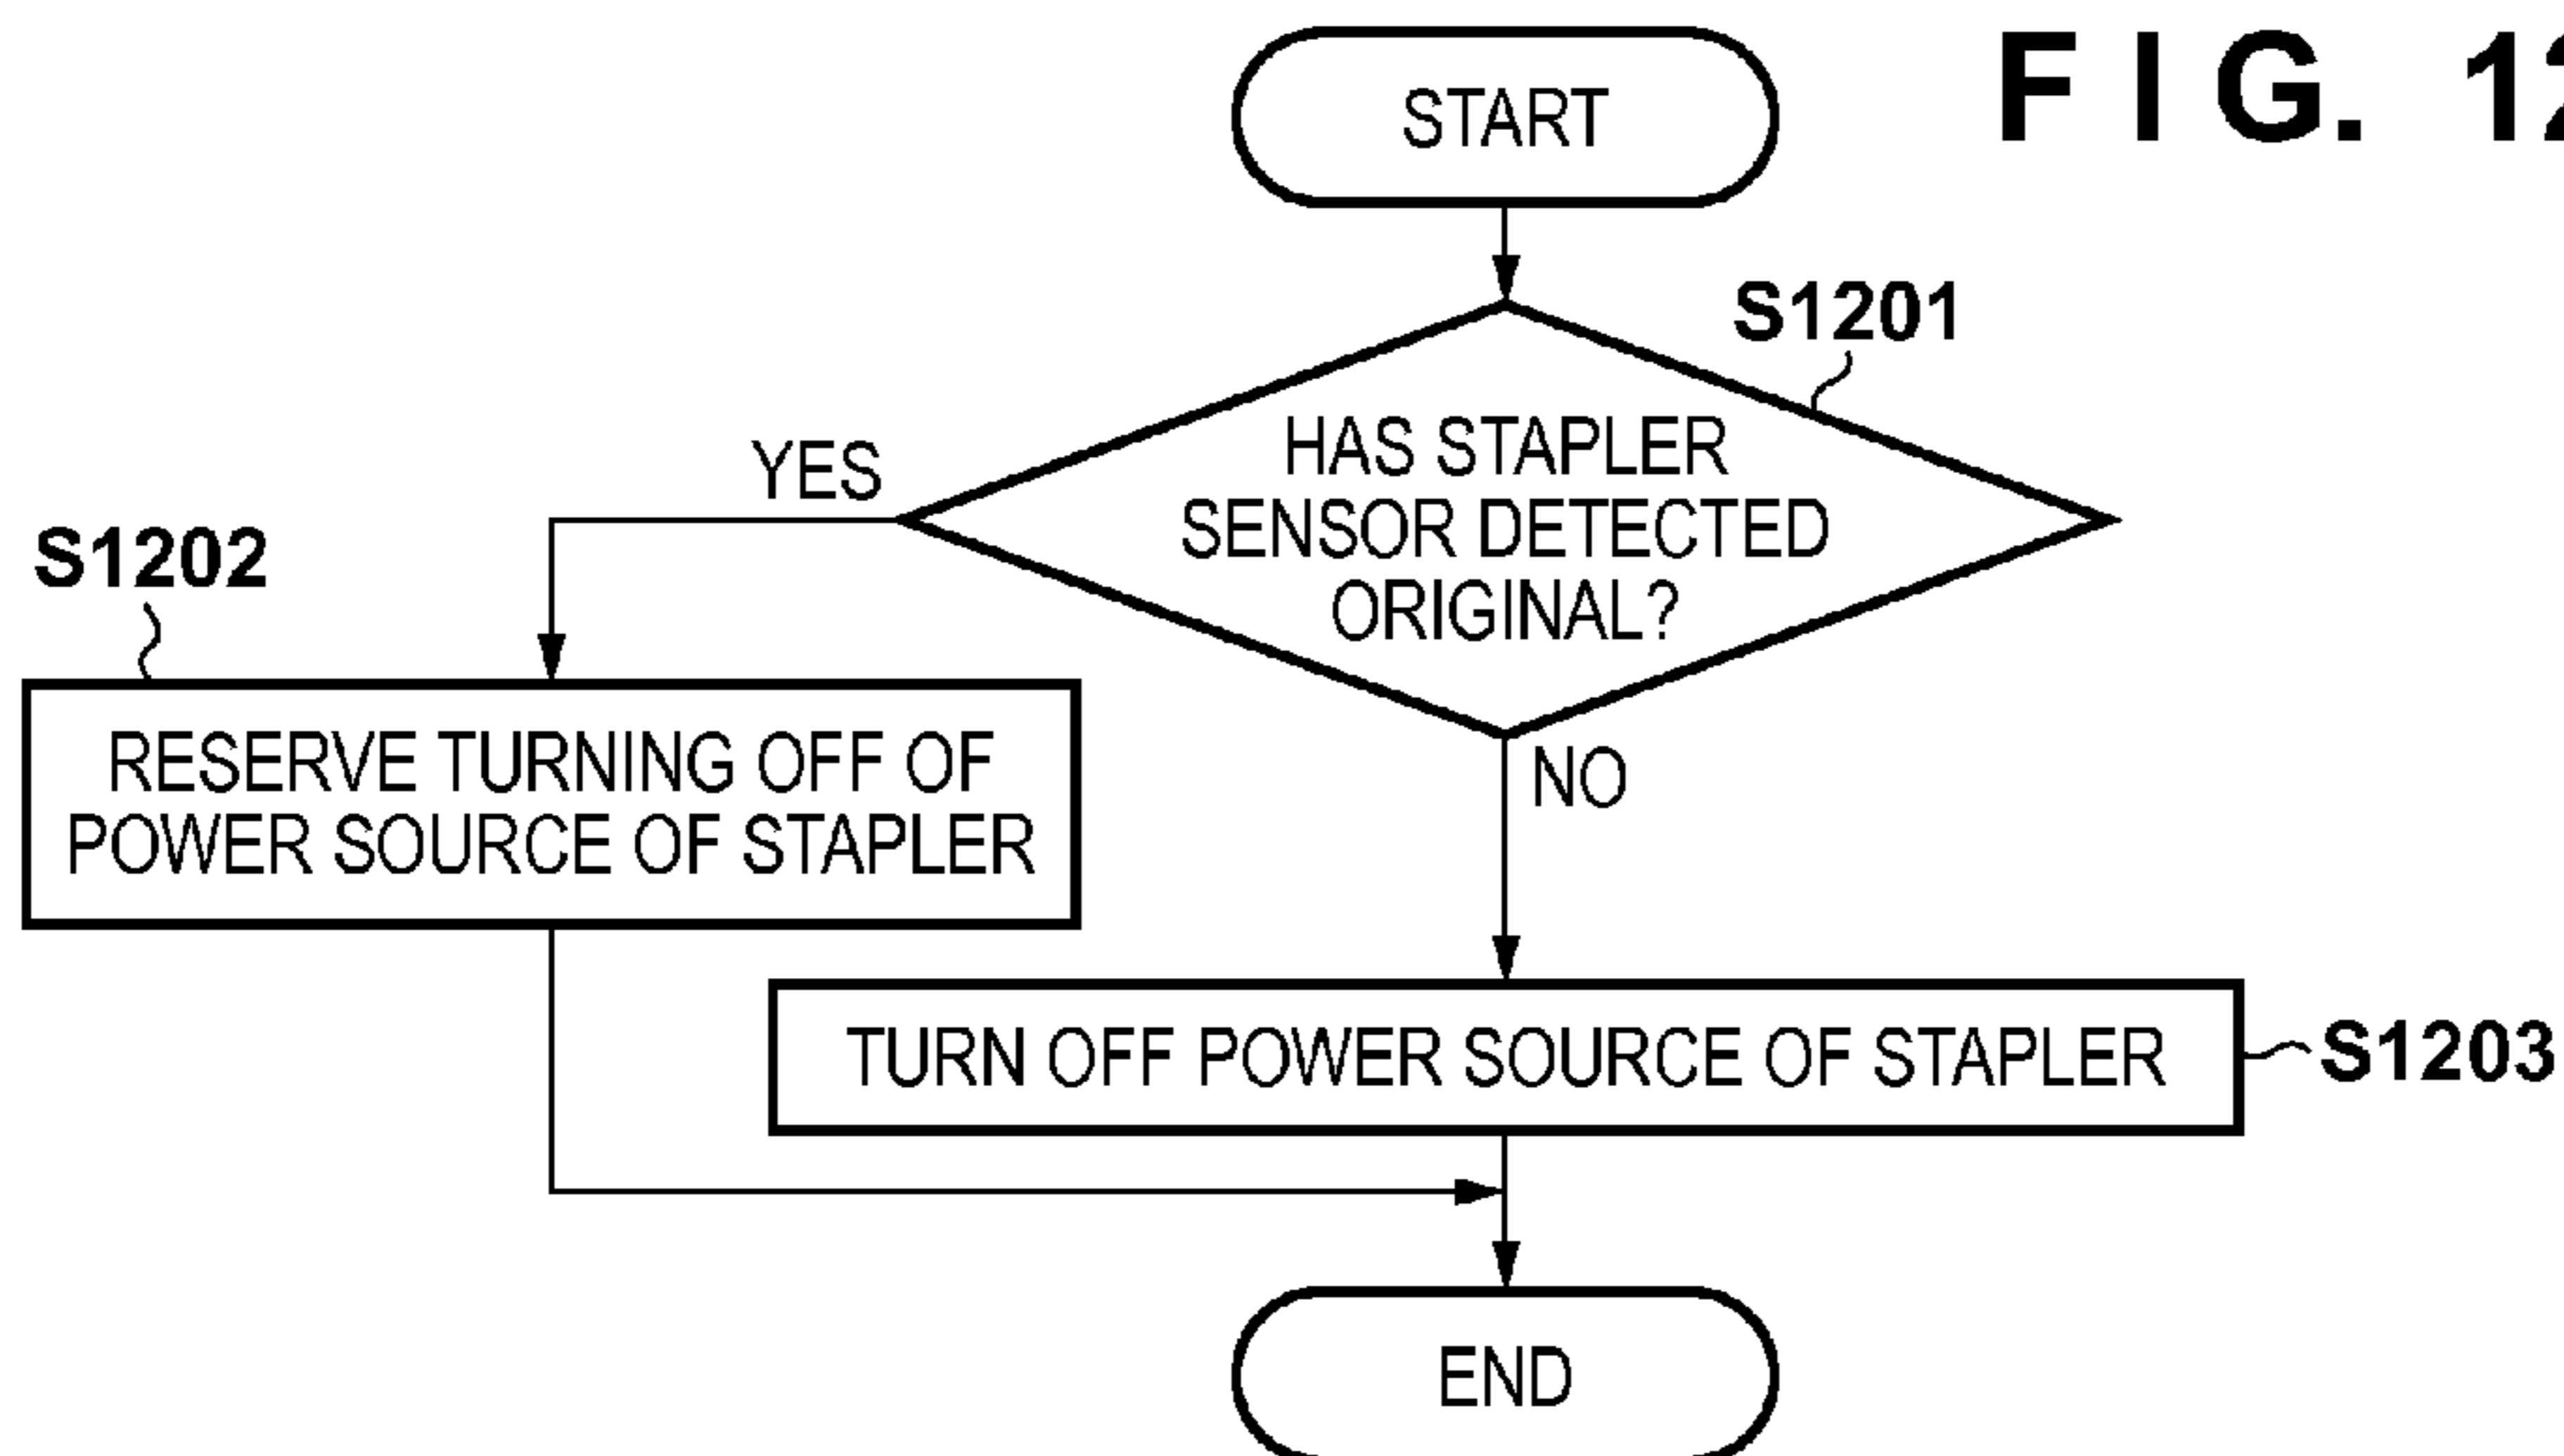 START
FIG. 12
S1201
HAS STAPLER
SENSOR DETECTED
ORIGINAL?
YES
S1202
RESERVE TURNING OFF OF
POWER SOURCE OF STAPLER
NO
TURN OFF POWER SOURCE OF STAPLER
S1203
END